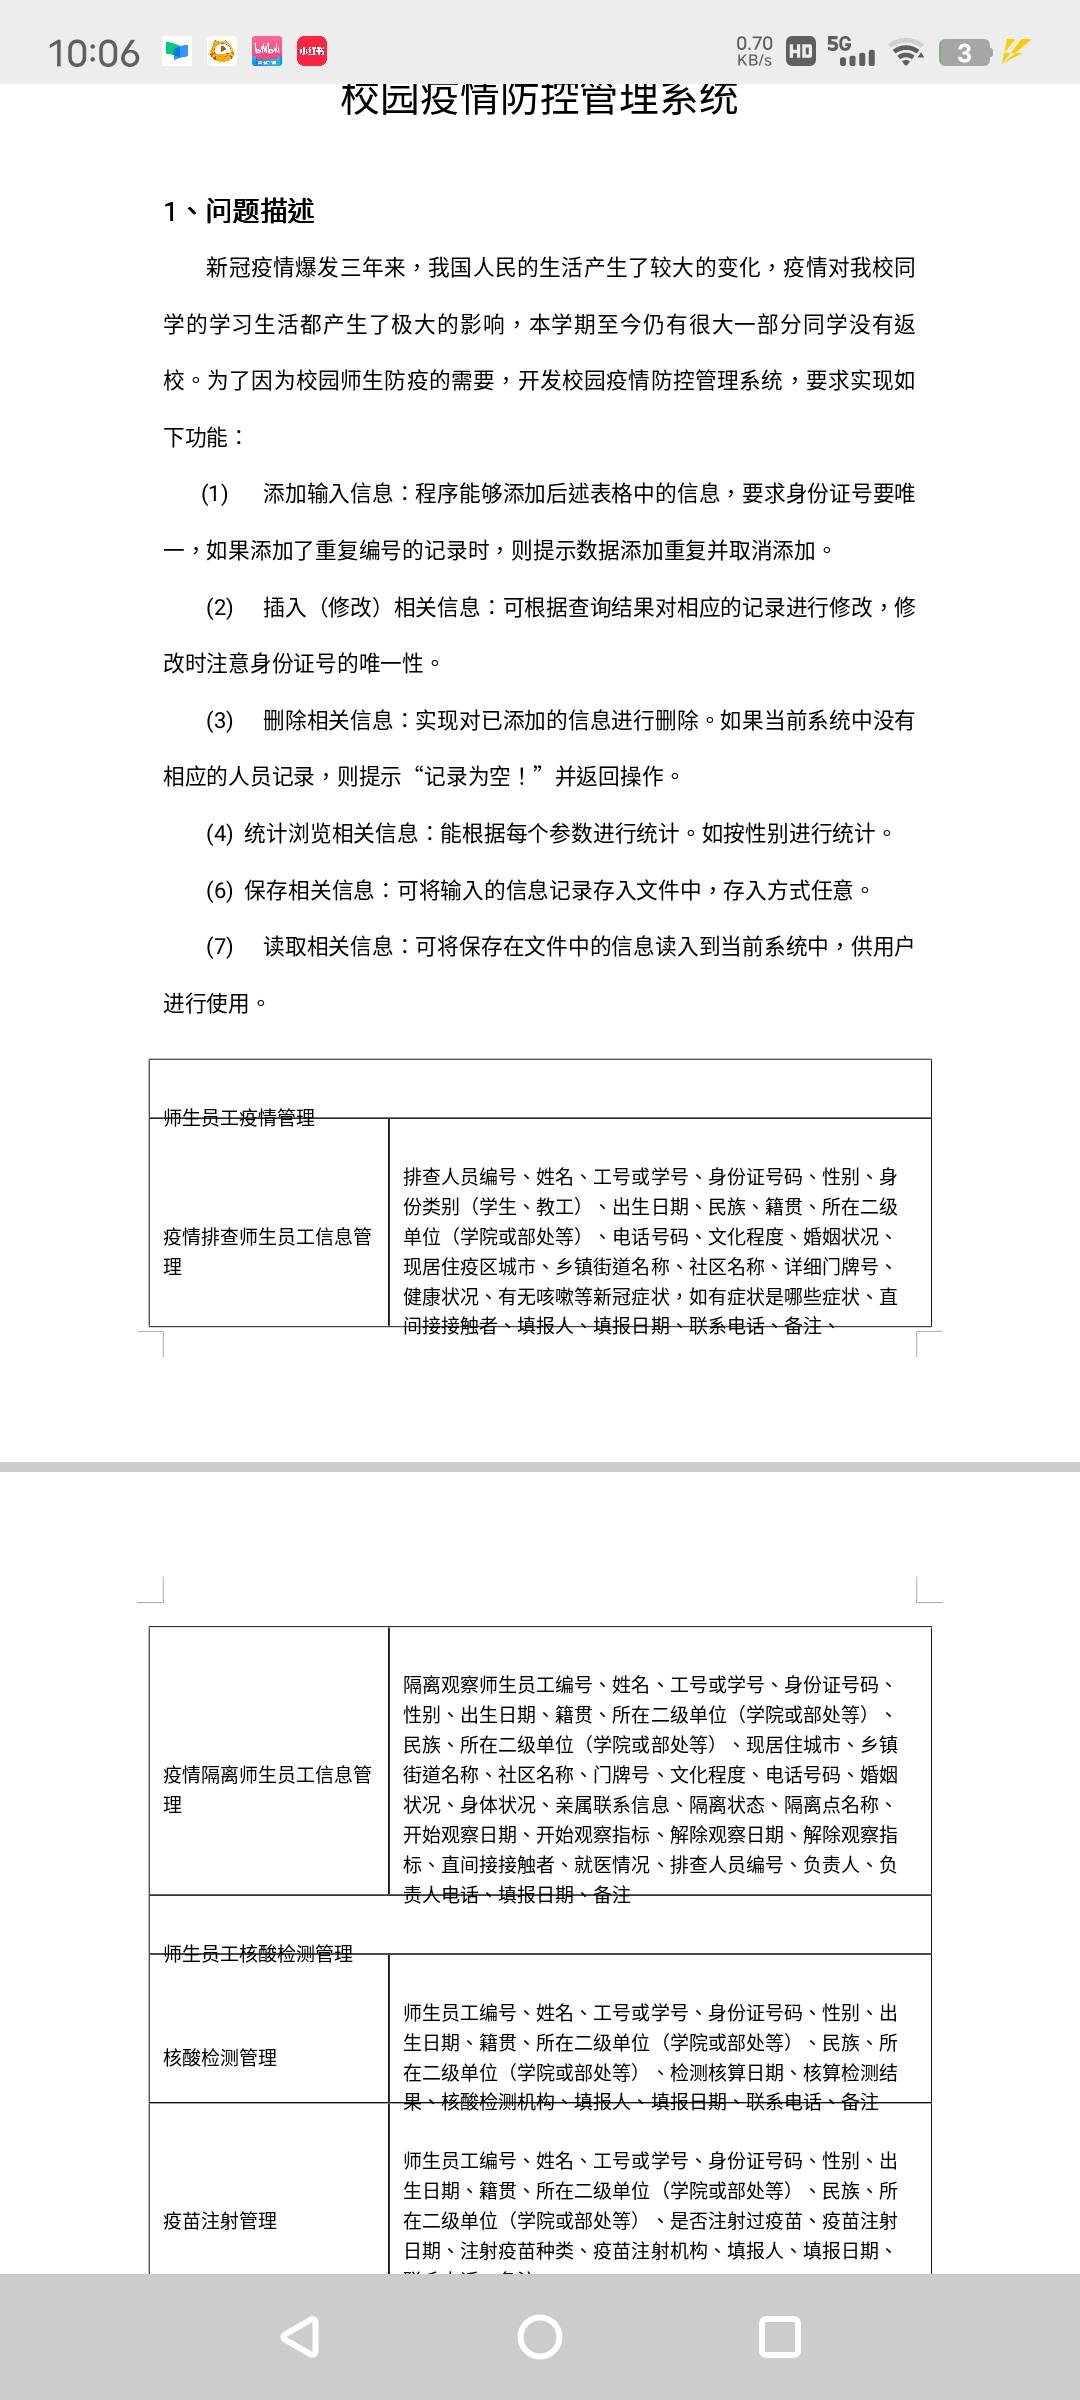 10:06
bilibili
小红书
0.70
KB/s
HD
5G
3
校园疫情防控管理系统
1、问题描述
新冠疫情爆发三年来，我国人民的生活产生了较大的变化，疫情对我校同
学的学习生活都产生了极大的影响，本学期至今仍有很大一部分同学没有返
校。为了因为校园师生防疫的需要，开发校园疫情防控管理系统，要求实现如
下功能：
(1) 添加输入信息：程序能够添加后述表格中的信息，要求身份证号要唯
一，如果添加了重复编号的记录时，则提示数据添加重复并取消添加。
(2) 插入（修改）相关信息：可根据查询结果对相应的记录进行修改，修
改时注意身份证号的唯一性。
(3) 删除相关信息：实现对已添加的信息进行删除。如果当前系统中没有
相应的人员记录，则提示“记录为空！”并返回操作。
(4) 统计浏览相关信息：能根据每个参数进行统计。如按性别进行统计。
(6) 保存相关信息：可将输入的信息记录存入文件中，存入方式任意。
(7) 读取相关信息：可将保存在文件中的信息读入到当前系统中，供用户
进行使用。
师生员工疫情管理
疫情排查师生员工信息管
理
排查人员编号、姓名、工号或学号、身份证号码、性别、身
份类别（学生、教工）、出生日期、民族、籍贯、所在二级
单位（学院或部处等）、电话号码、文化程度、婚姻状况、
现居住疫区城市、乡镇街道名称、社区名称、详细门牌号、
健康状况、有无咳嗽等新冠症状，如有症状是哪些症状、直
间接接触者、填报人、填报日期、联系电话、备注、
疫情隔离师生员工信息管
理
隔离观察师生员工编号、姓名、工号或学号、身份证号码、
性别、出生日期、籍贯、所在二级单位（学院或部处等）、
民族、所在二级单位（学院或部处等）、现居住城市、乡镇
街道名称、社区名称、门牌号、文化程度、电话号码、婚姻
状况、身体状况、亲属联系信息、隔离状态、隔离点名称、
开始观察日期、开始观察指标、解除观察日期、解除观察指
标、直间接接触者、就医情况、排查人员编号、负责人、负
责人电话、填报日期、备注
师生员工核酸检测管理
核酸检测管理
师生员工编号、姓名、工号或学号、身份证号码、性别、出
生日期、籍贯、所在二级单位（学院或部处等）、民族、所
在二级单位（学院或部处等）、检测核算日期、核算检测结
果、核酸检测机构、填报人、填报日期、联系电话、备注
疫苗注射管理
师生员工编号、姓名、工号或学号、身份证号码、性别、出
生日期、籍贯、所在二级单位（学院或部处等）、民族、所
在二级单位（学院或部处等）、是否注射过疫苗、疫苗注射
日期、注射疫苗种类、疫苗注射机构、填报人、填报日期、